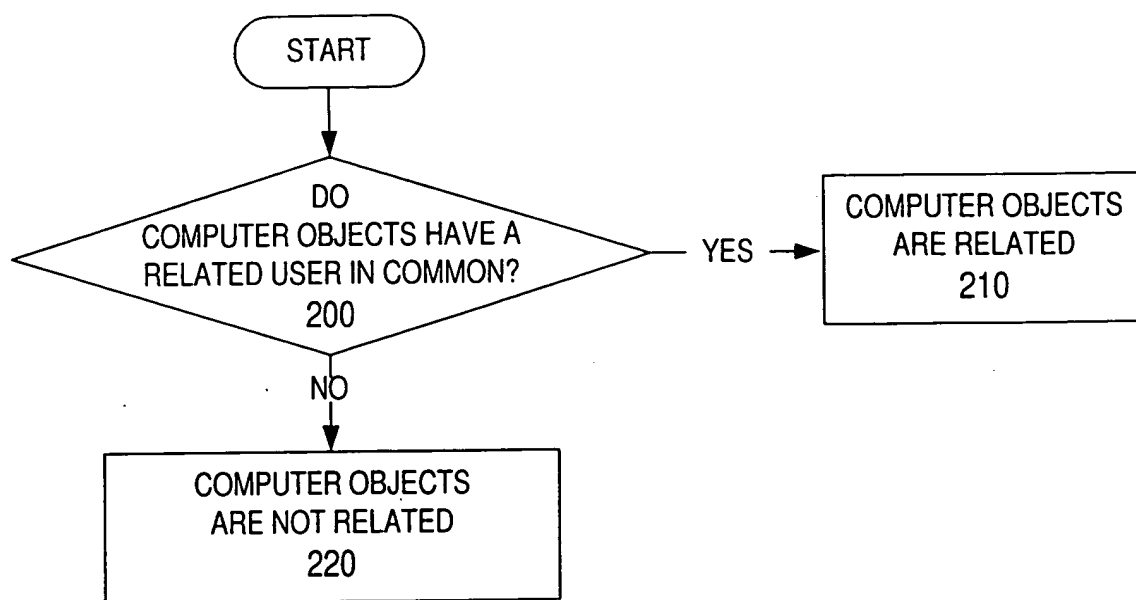 START
DO
COMPUTER OBJECTS HAVE A
RELATED USER IN COMMON?
200
YES
COMPUTER OBJECTS
ARE RELATED
210
NO
COMPUTER OBJECTS
ARE NOT RELATED
220